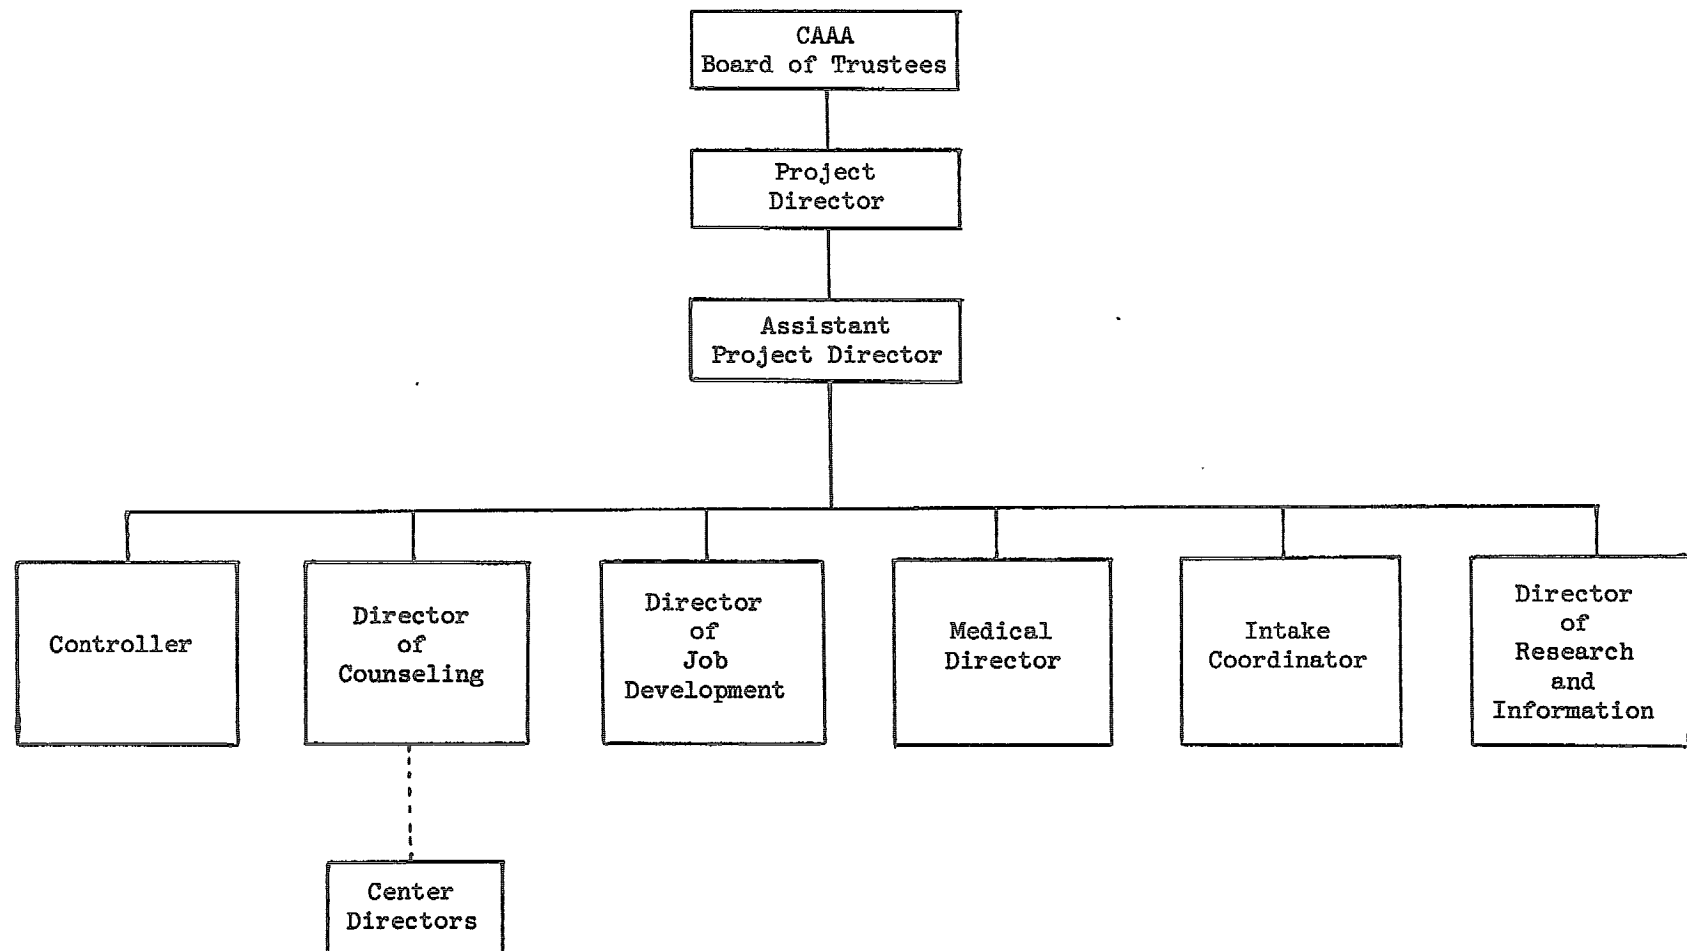 CAAA
Board of Trustees
Project
Director
Assistant
Project Director
Controller
Director
of
Counseling
Director
of
Job
Development
Medical
Director
Intake
Coordinator
Director
of
Research
and
Information
Center
Directors